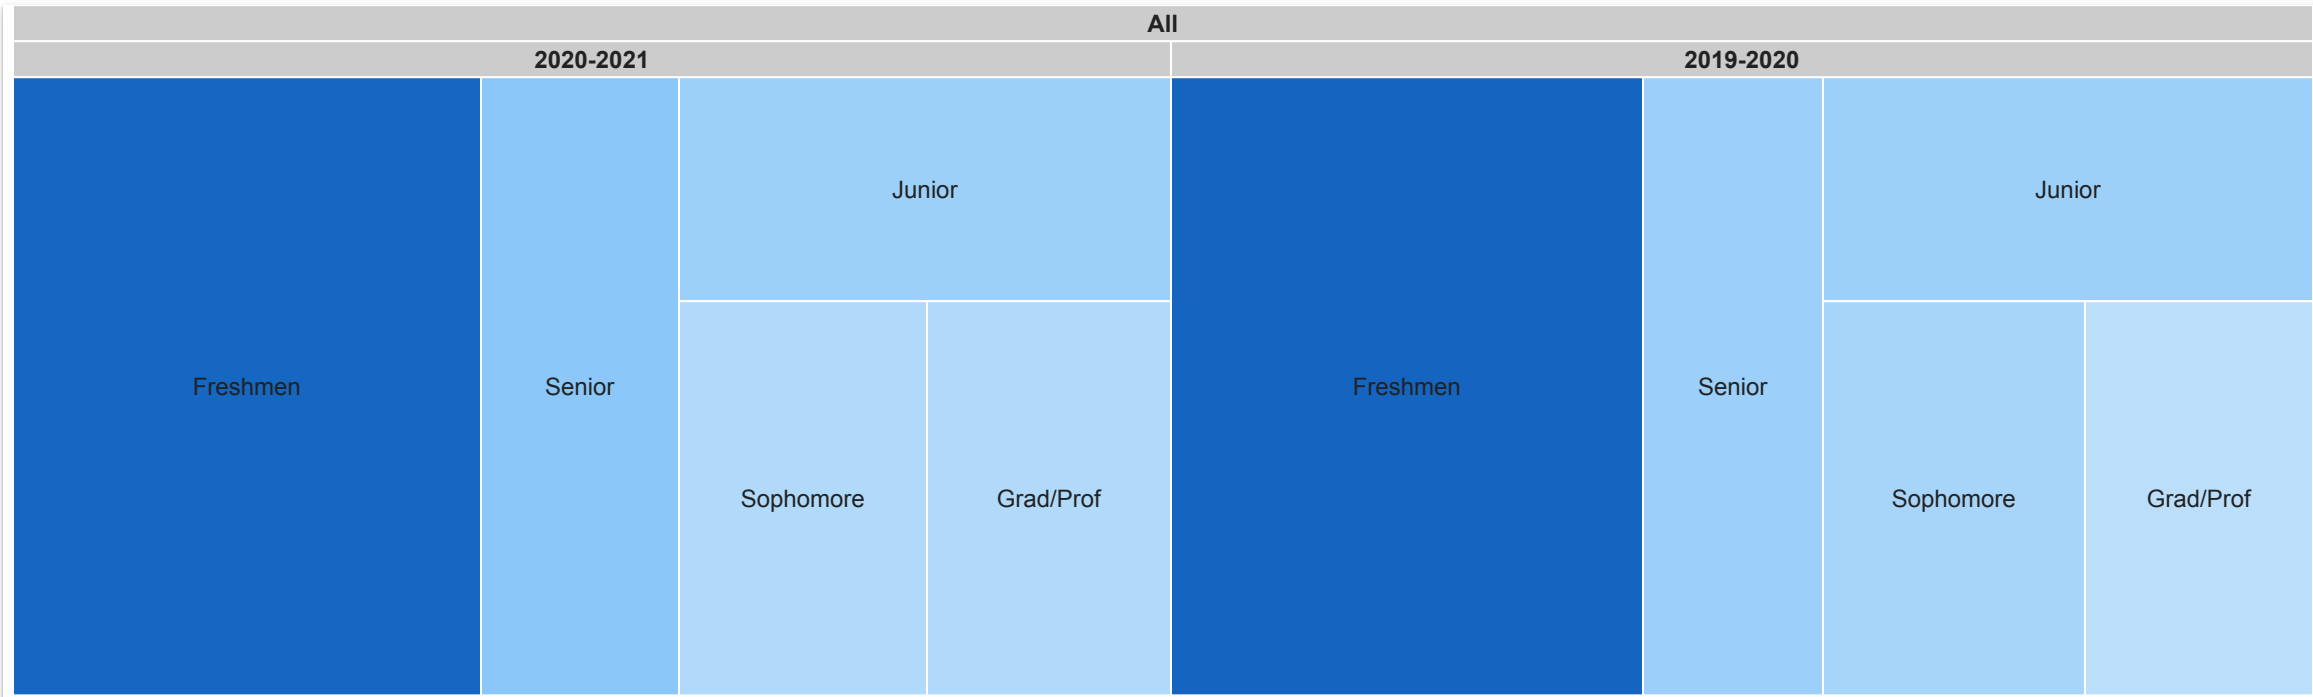 All
2020-2021
2019-2020
Freshmen
Senior
Junior
Sophomore
Grad/Prof
Freshmen
Senior
Junior
Sophomore
Grad/Prof